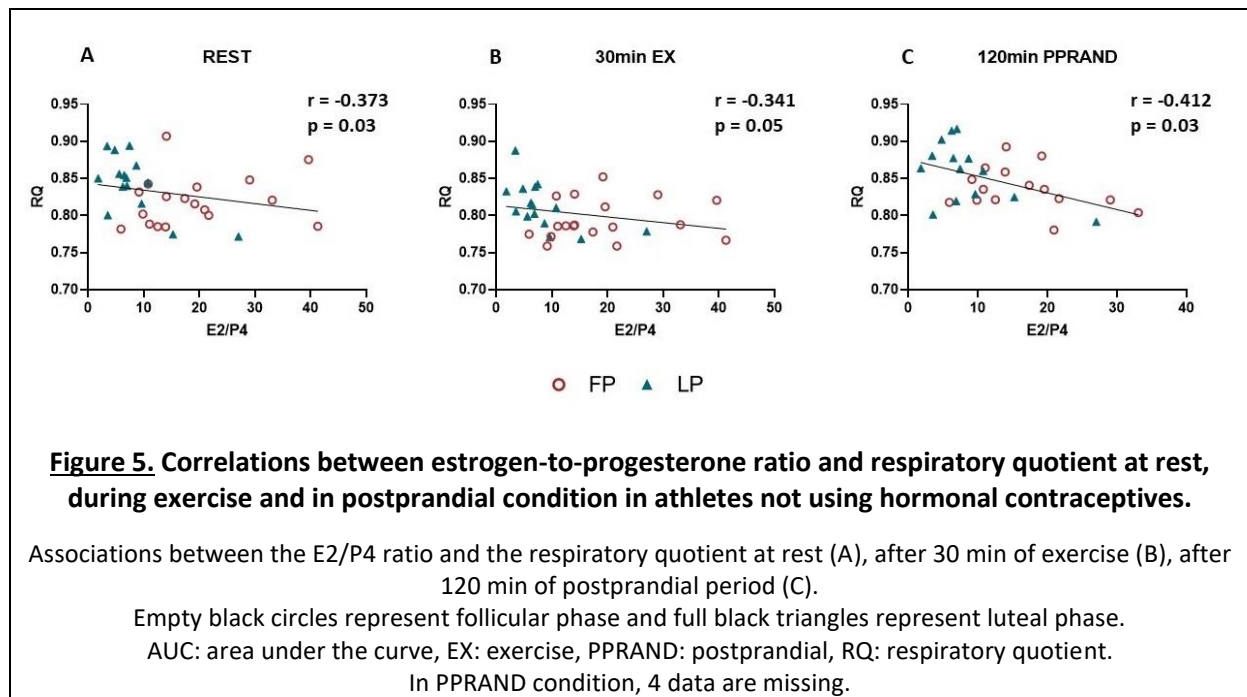 A REST
r = -0.373
p = 0.03
0.95
0.90
0.85
0.80
0.75
0.70
RQ
0 10 20 30 40 50
E2/P4
B 30min EX
r = -0.341
p = 0.05
0.95
0.90
0.85
0.80
0.75
0.70
RQ
0 10 20 30 40 50
E2/P4
C 120min PPRAND
r = -0.412
p = 0.03
0.95
0.90
0.85
0.80
0.75
0.70
RQ
0 10 20 30 40
E2/P4
FP LP
Figure 5. Correlations between estrogen-to-progesterone ratio and respiratory quotient at rest,
during exercise and in postprandial condition in athletes not using hormonal contraceptives.
Associations between the E2/P4 ratio and the respiratory quotient at rest (A), after 30 min of exercise (B), after
120 min of postprandial period (C).
Empty black circles represent follicular phase and full black triangles represent luteal phase.
AUC: area under the curve, EX: exercise, PPRAND: postprandial, RQ: respiratory quotient.
In PPRAND condition, 4 data are missing.